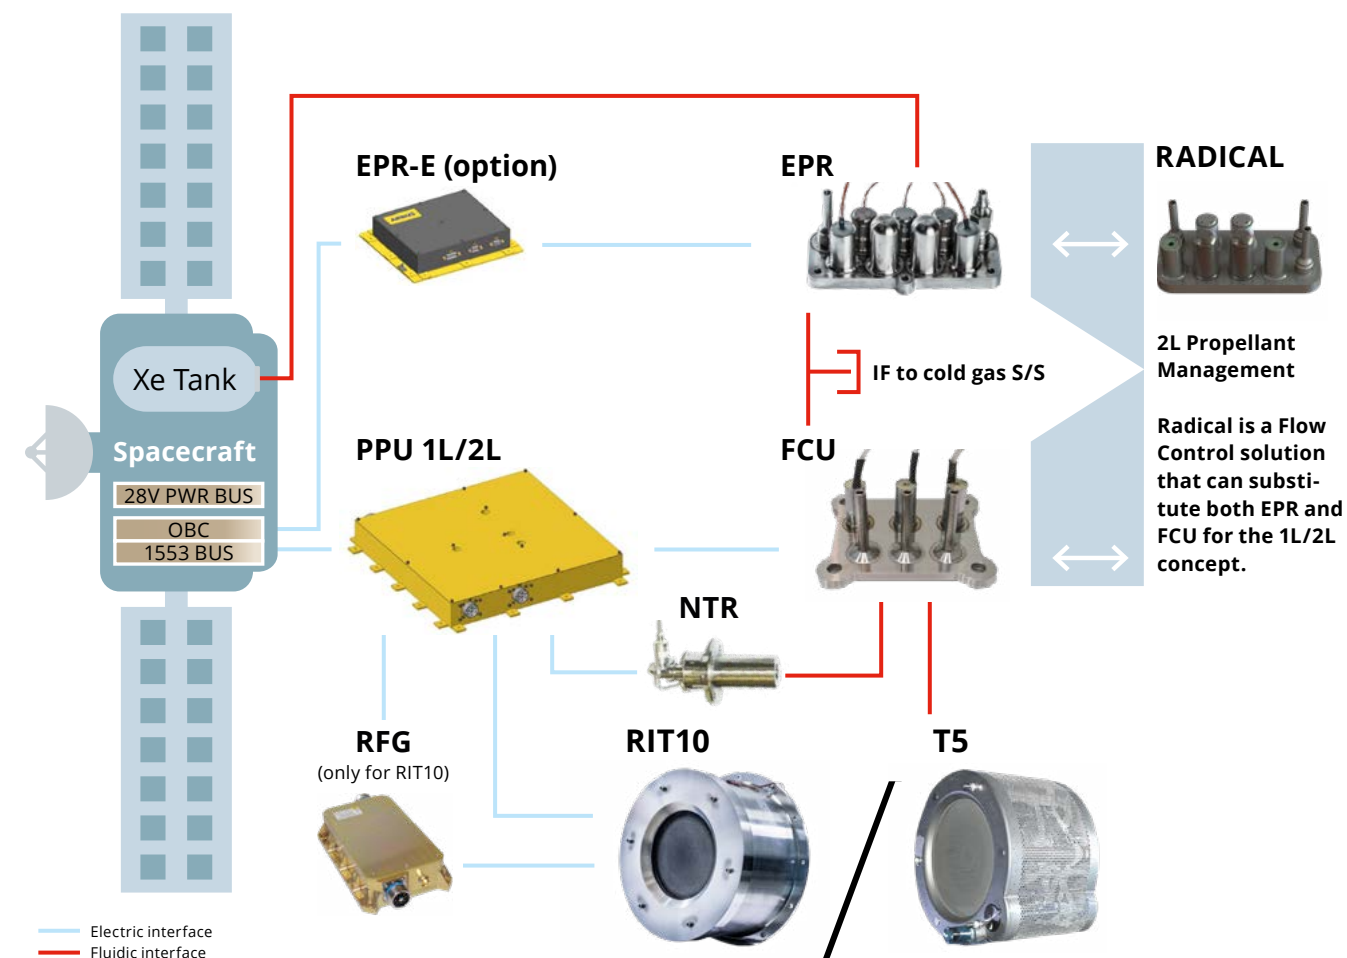 EPR-E (option)
EPR
RADICAL
Xe Tank
IF to cold gas S/S
2L Propellant
Management
Spacecraft
28V PWR BUS
OBC
1553 BUS
PPU 1L/2L
FCU
Radical is a Flow
Control solution
that can substi-
tute both EPR and
FCU for the 1L/2L
concept.
NTR
RFG
(only for RIT10)
RIT10
T5
Electric interface
Fluidic interface